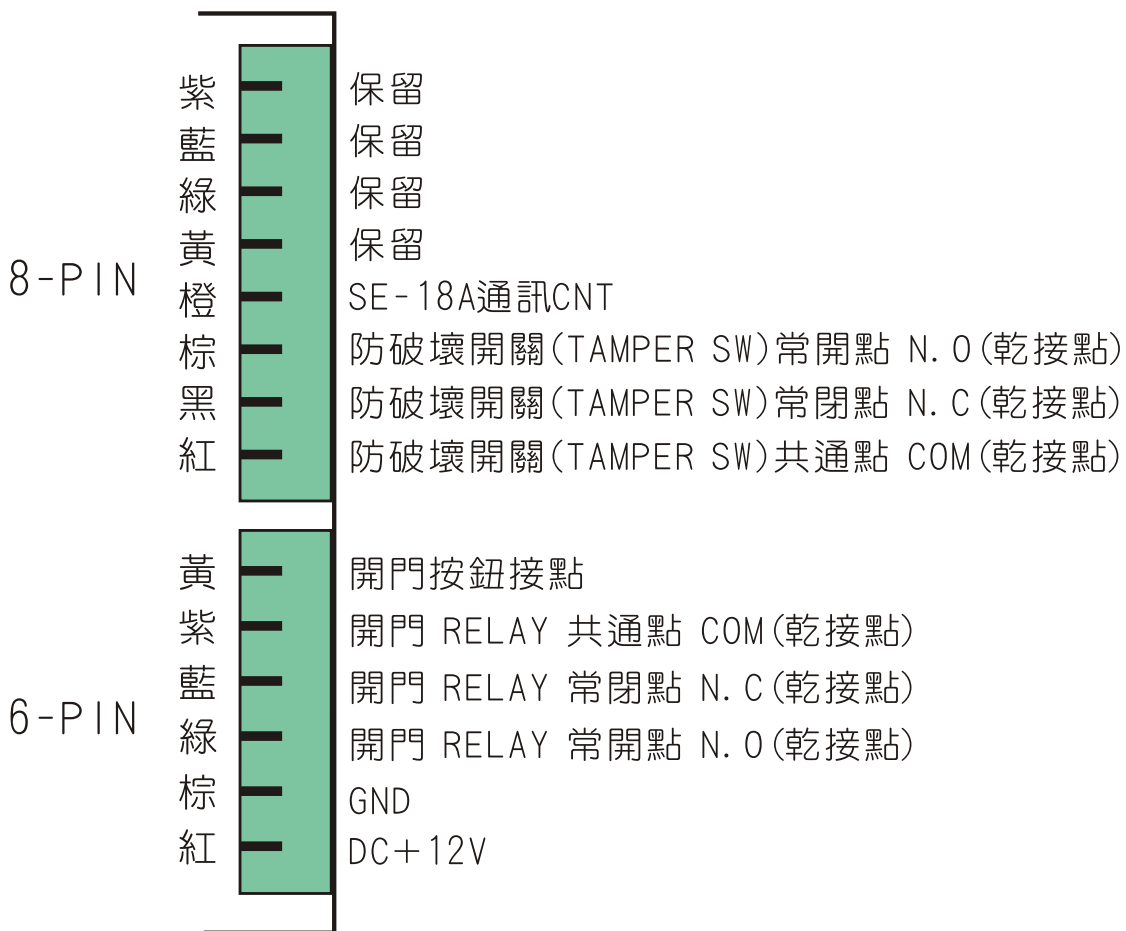 紫 保留
藍 保留
綠 保留
黃 保留
8-PIN
橙 SE-18A通訊CNT
棕 防破壞開關(TAMPER SW)常開點 N.O(乾接點)
黑 防破壞開關(TAMPER SW)常閉點 N.C(乾接點)
紅 防破壞開關(TAMPER SW)共通點 COM(乾接點)
黃 開門按鈕接點
紫 開門 RELAY 共通點 COM(乾接點)
藍 開門 RELAY 常閉點 N.C(乾接點)
6-PIN
綠 開門 RELAY 常開點 N.O(乾接點)
棕 GND
紅 DC+12V